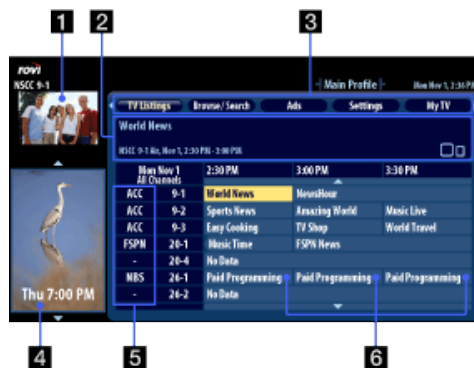 1 2 3
rovi
NSCC 9-1
Main Profile
Mon Nov 1, 2:36 PM
TV Listings Browse/Search Ads Settings My TV
World News
NSCC 9-1 Air, Nov 1, 2:30 PM - 3:00 PM
Mon Nov 1 2:30 PM 3:00 PM 3:30 PM
All Channels
ACC 9-1 World News NewsHour
ACC 9-2 Sports News Amazing World Music Live
ACC 9-3 Easy Cooking TV Shop World Travel
FSPN 20-1 Music Time FSPN News
- 20-4 No Data
NBS 26-1 Paid Programming Paid Programming Paid Programming
- 26-2 No Data
Thu 7:00 PM
4 5 6